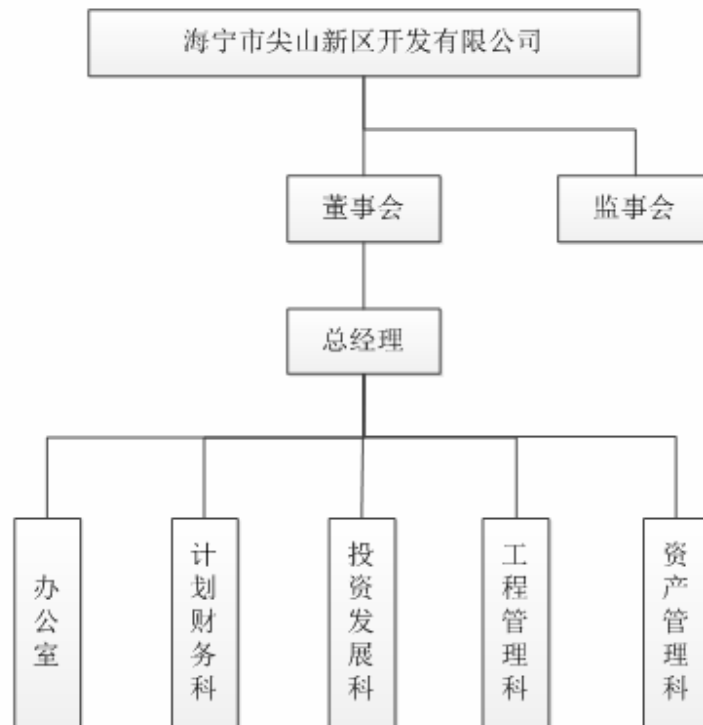 海宁市尖山新区开发有限公司
董事会
监事会
总经理
办公室
计划财务科
投资发展科
工程管理科
资产管理科